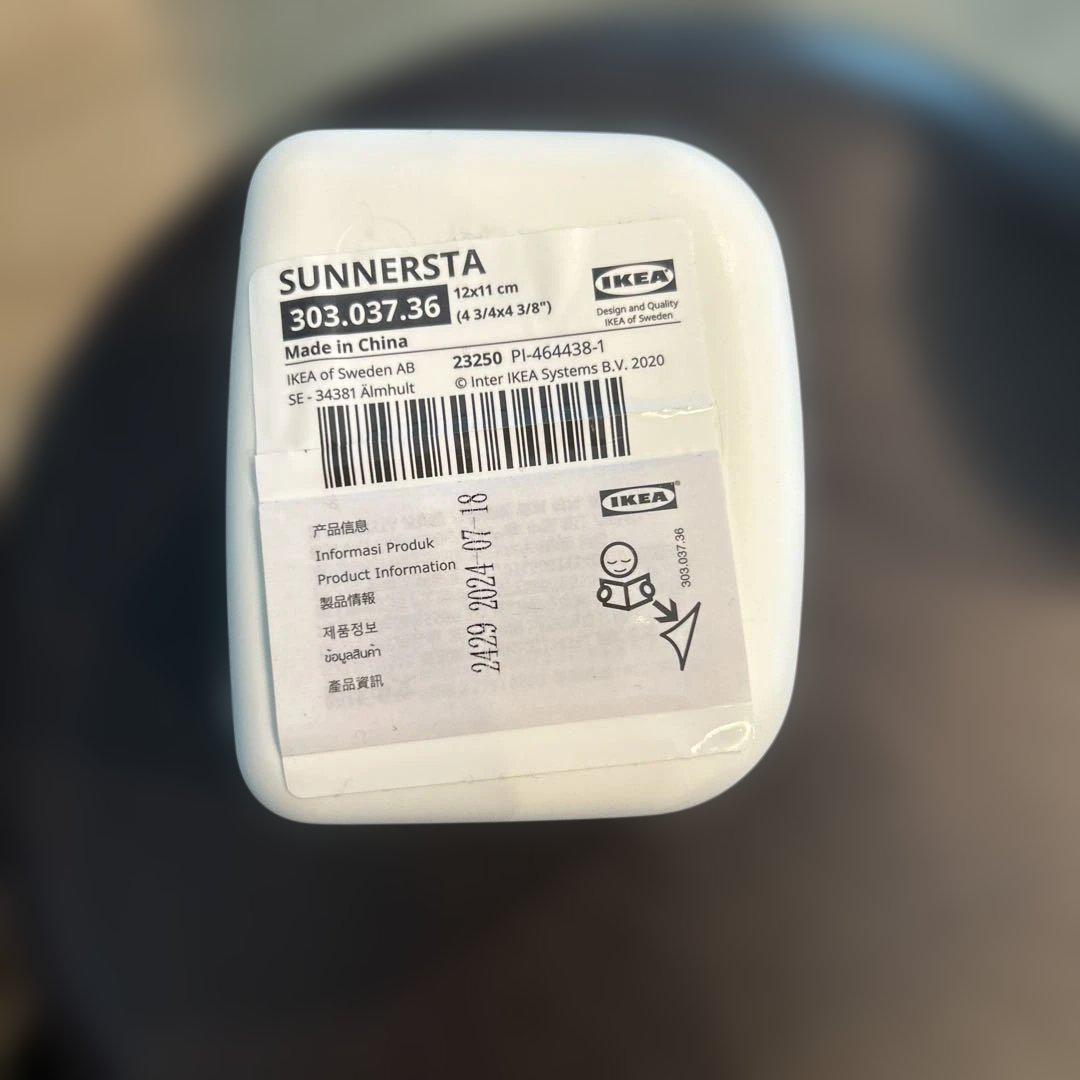 SUNNERSTA
303.037.36
12x11 cm
(4 3/4x4 3/8")
IKEA
Design and Quality
IKEA of Sweden
Made in China
IKEA of Sweden AB
SE - 34381 Älmhult
23250 PI-464438-1
© Inter IKEA Systems B.V. 2020
IKEA®
产品信息
Informasi Produk
Product Information
製品情報
제품정보
ข้อมูลสินค้า
產品資訊
2429 2024-07-18
303.037.36